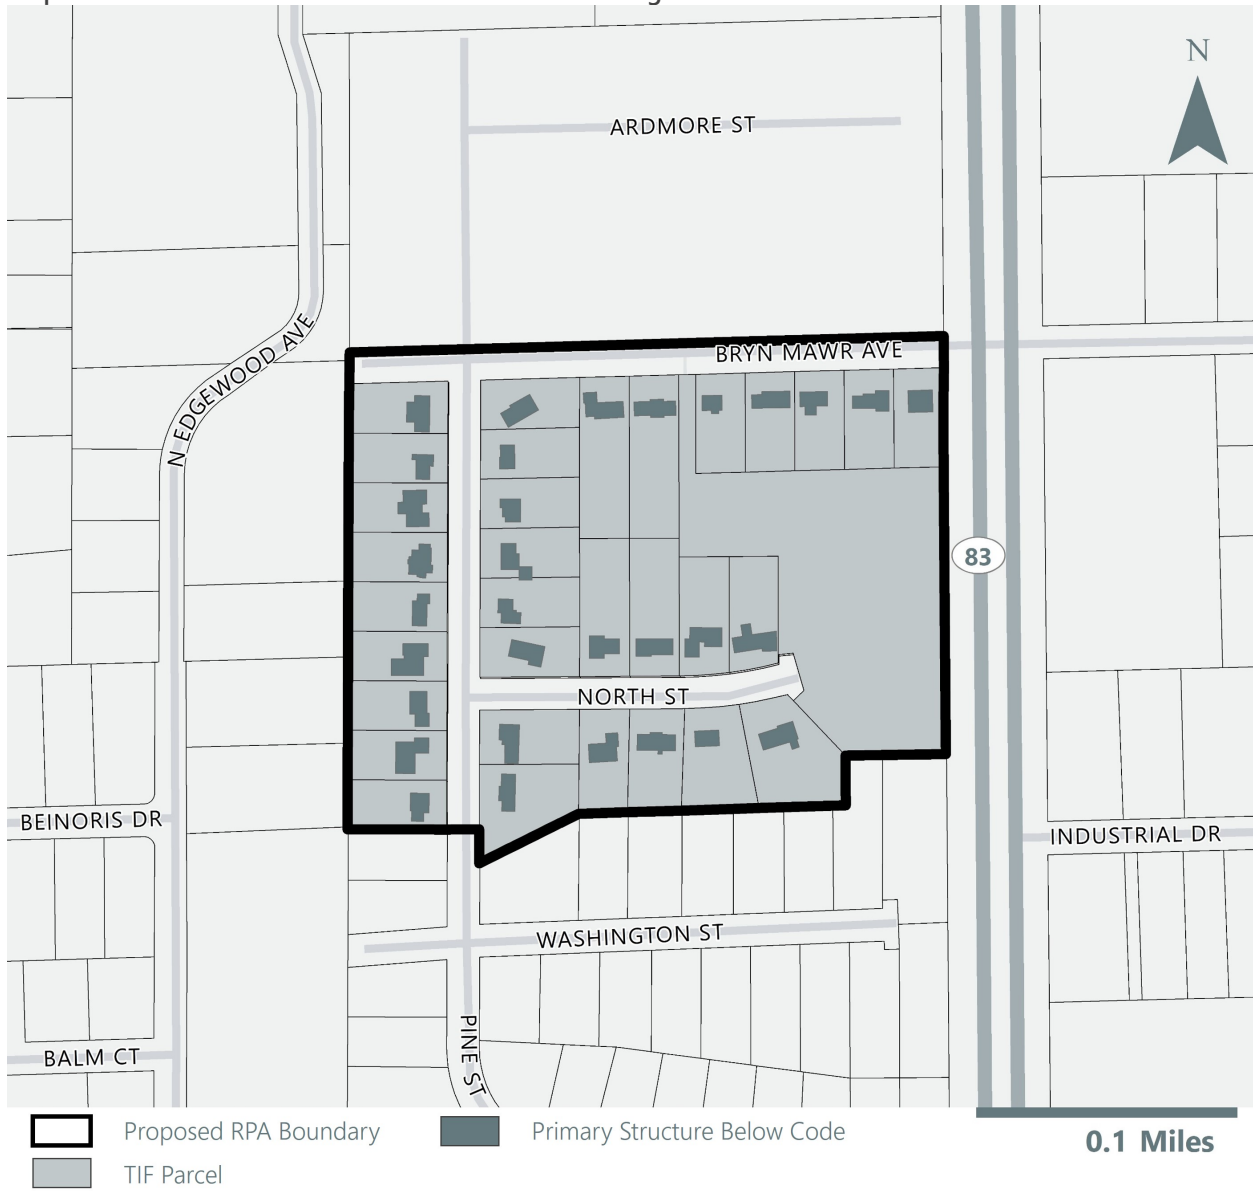 N
ARDMORE ST
N EDGEWOOD AVE
BRYN MAWR AVE
83
NORTH ST
BEINORIS DR
INDUSTRIAL DR
WASHINGTON ST
PINE ST
BALM CT
Proposed RPA Boundary
Primary Structure Below Code
TIF Parcel
0.1 Miles